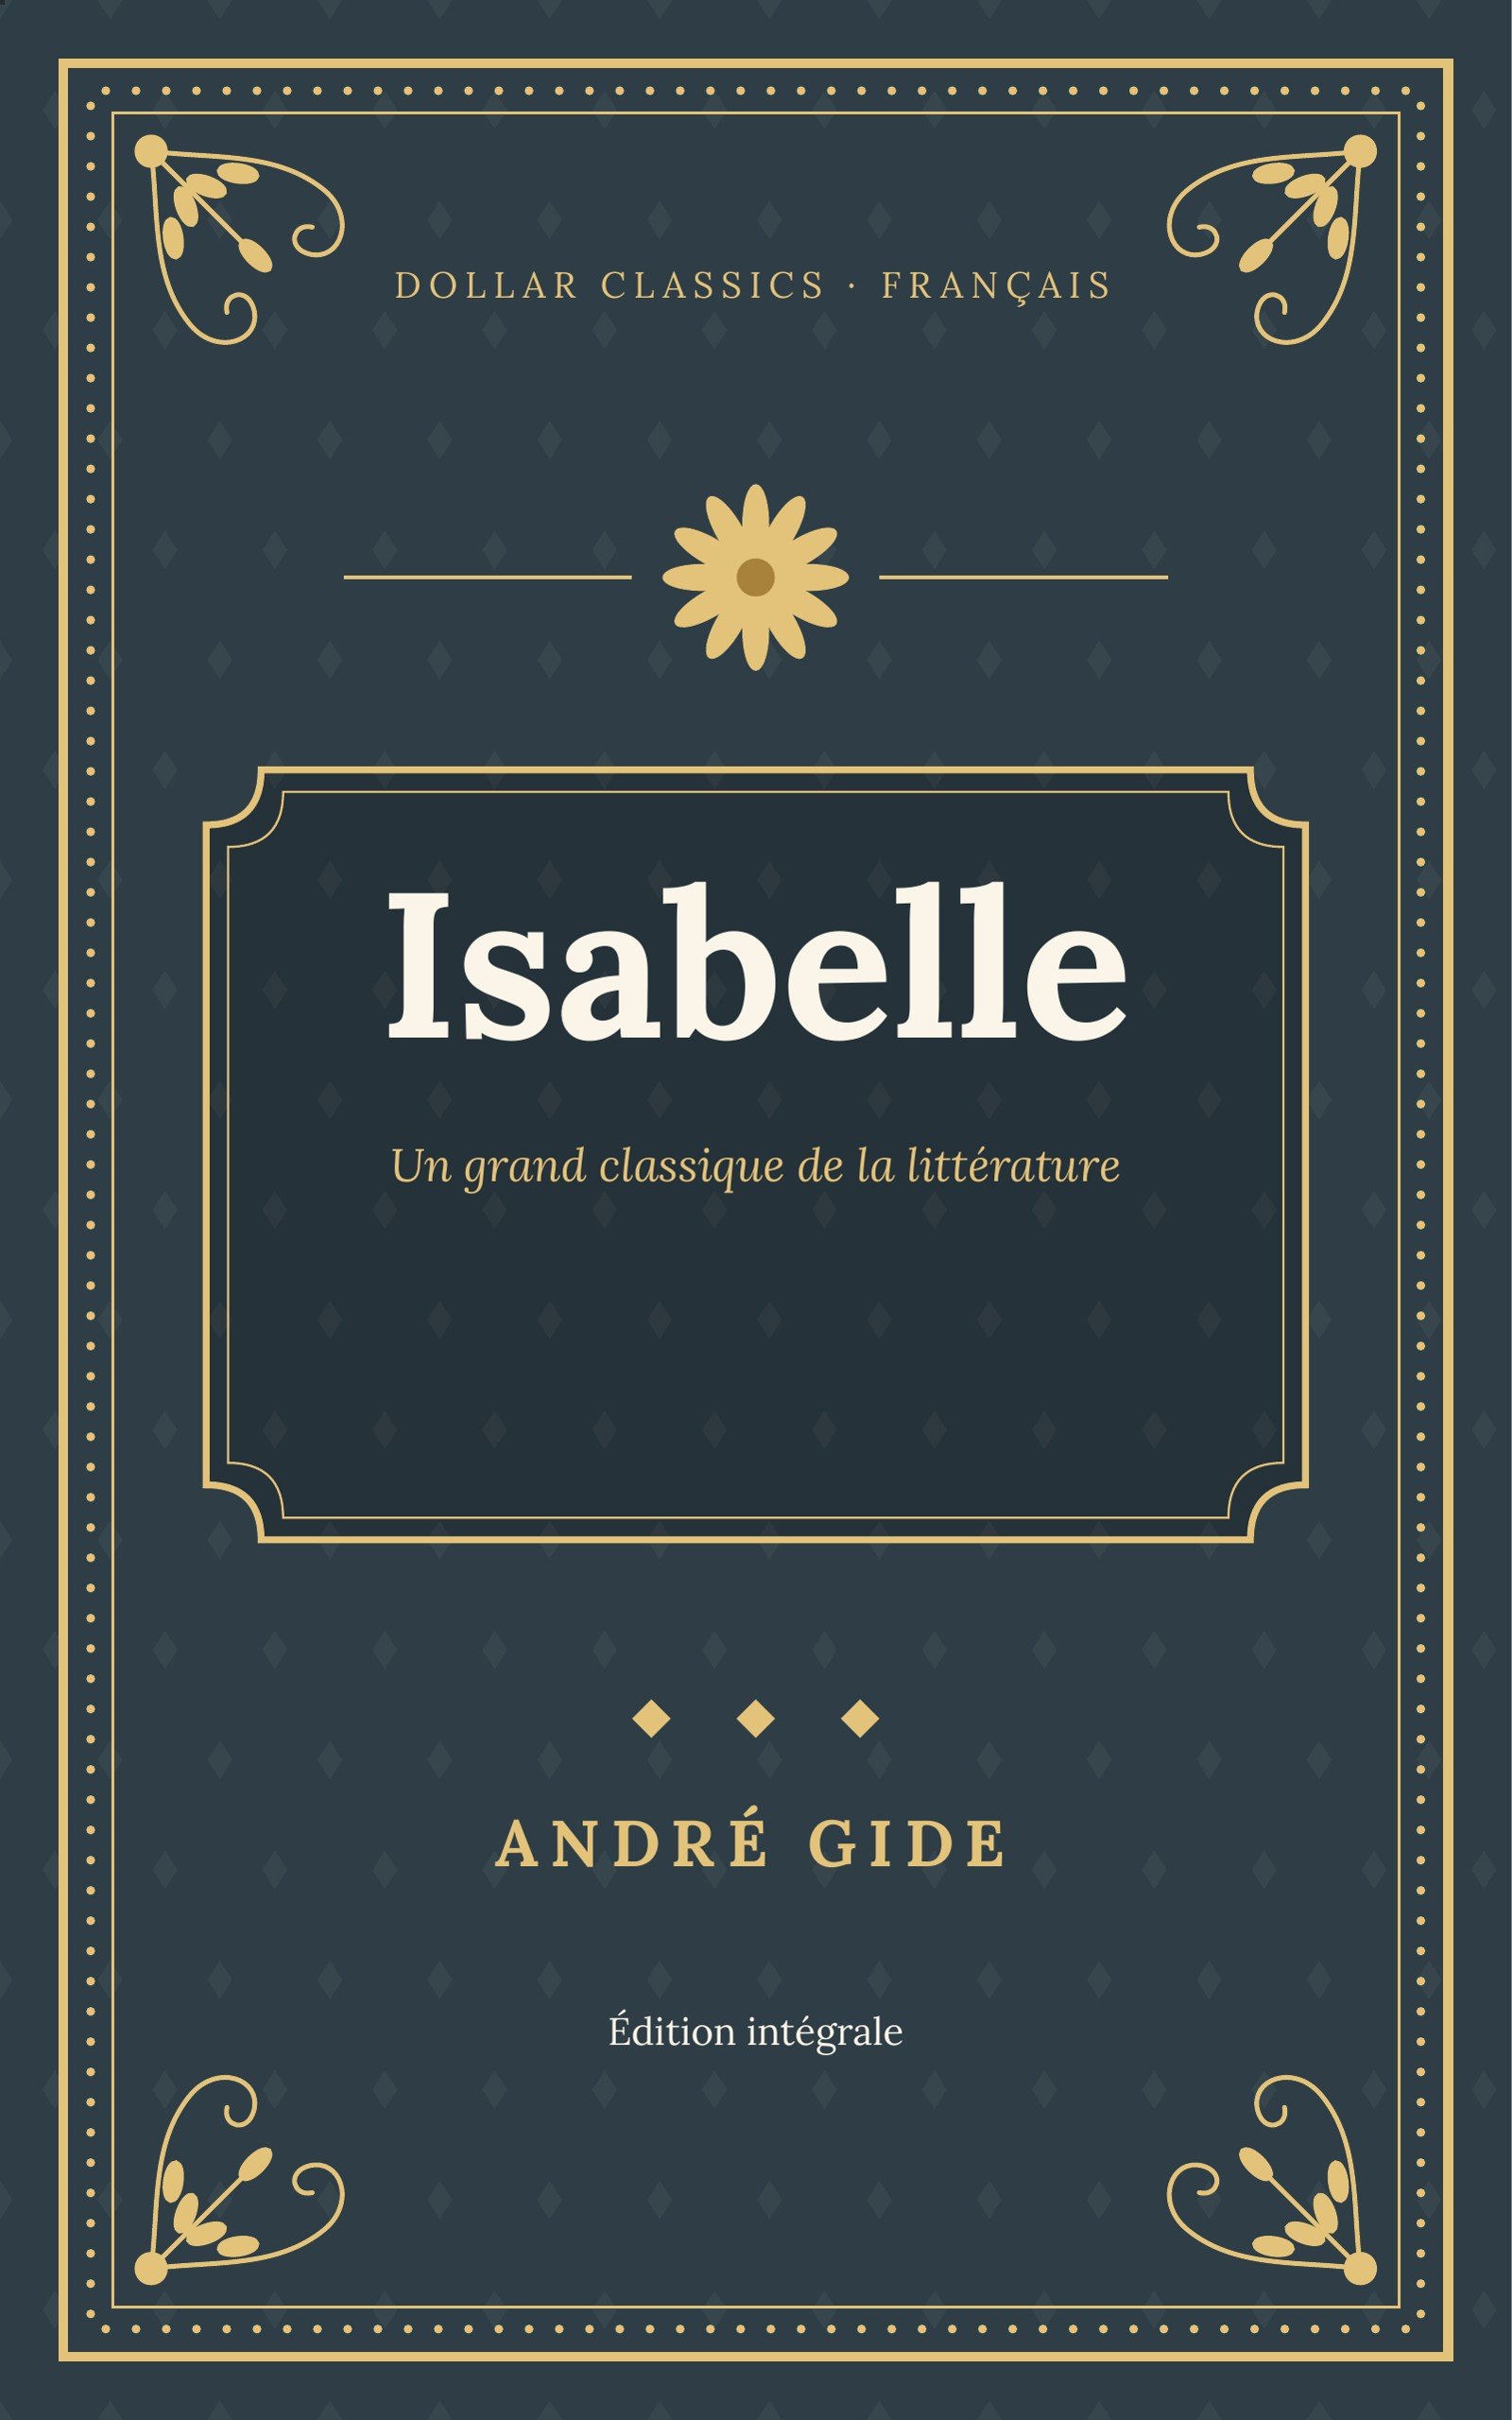 DOLLAR CLASSICS · FRANÇAIS
Isabelle
Un grand classique de la littérature
ANDRÉ GIDE
Édition intégrale